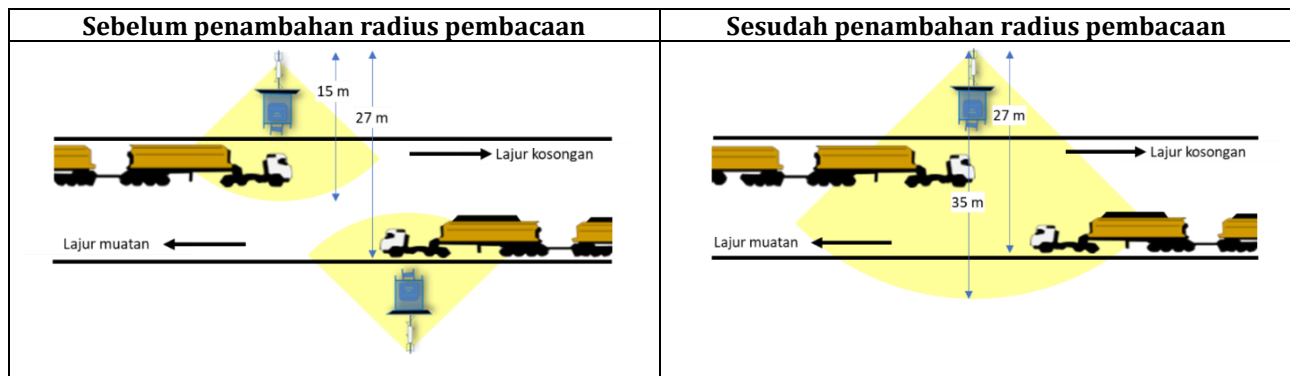 Sebelum penambahan radius pembacaan
Sesudah penambahan radius pembacaan
15 m
27 m
Lajur kosongan
Lajur muatan
27 m
Lajur kosongan
35 m
Lajur muatan